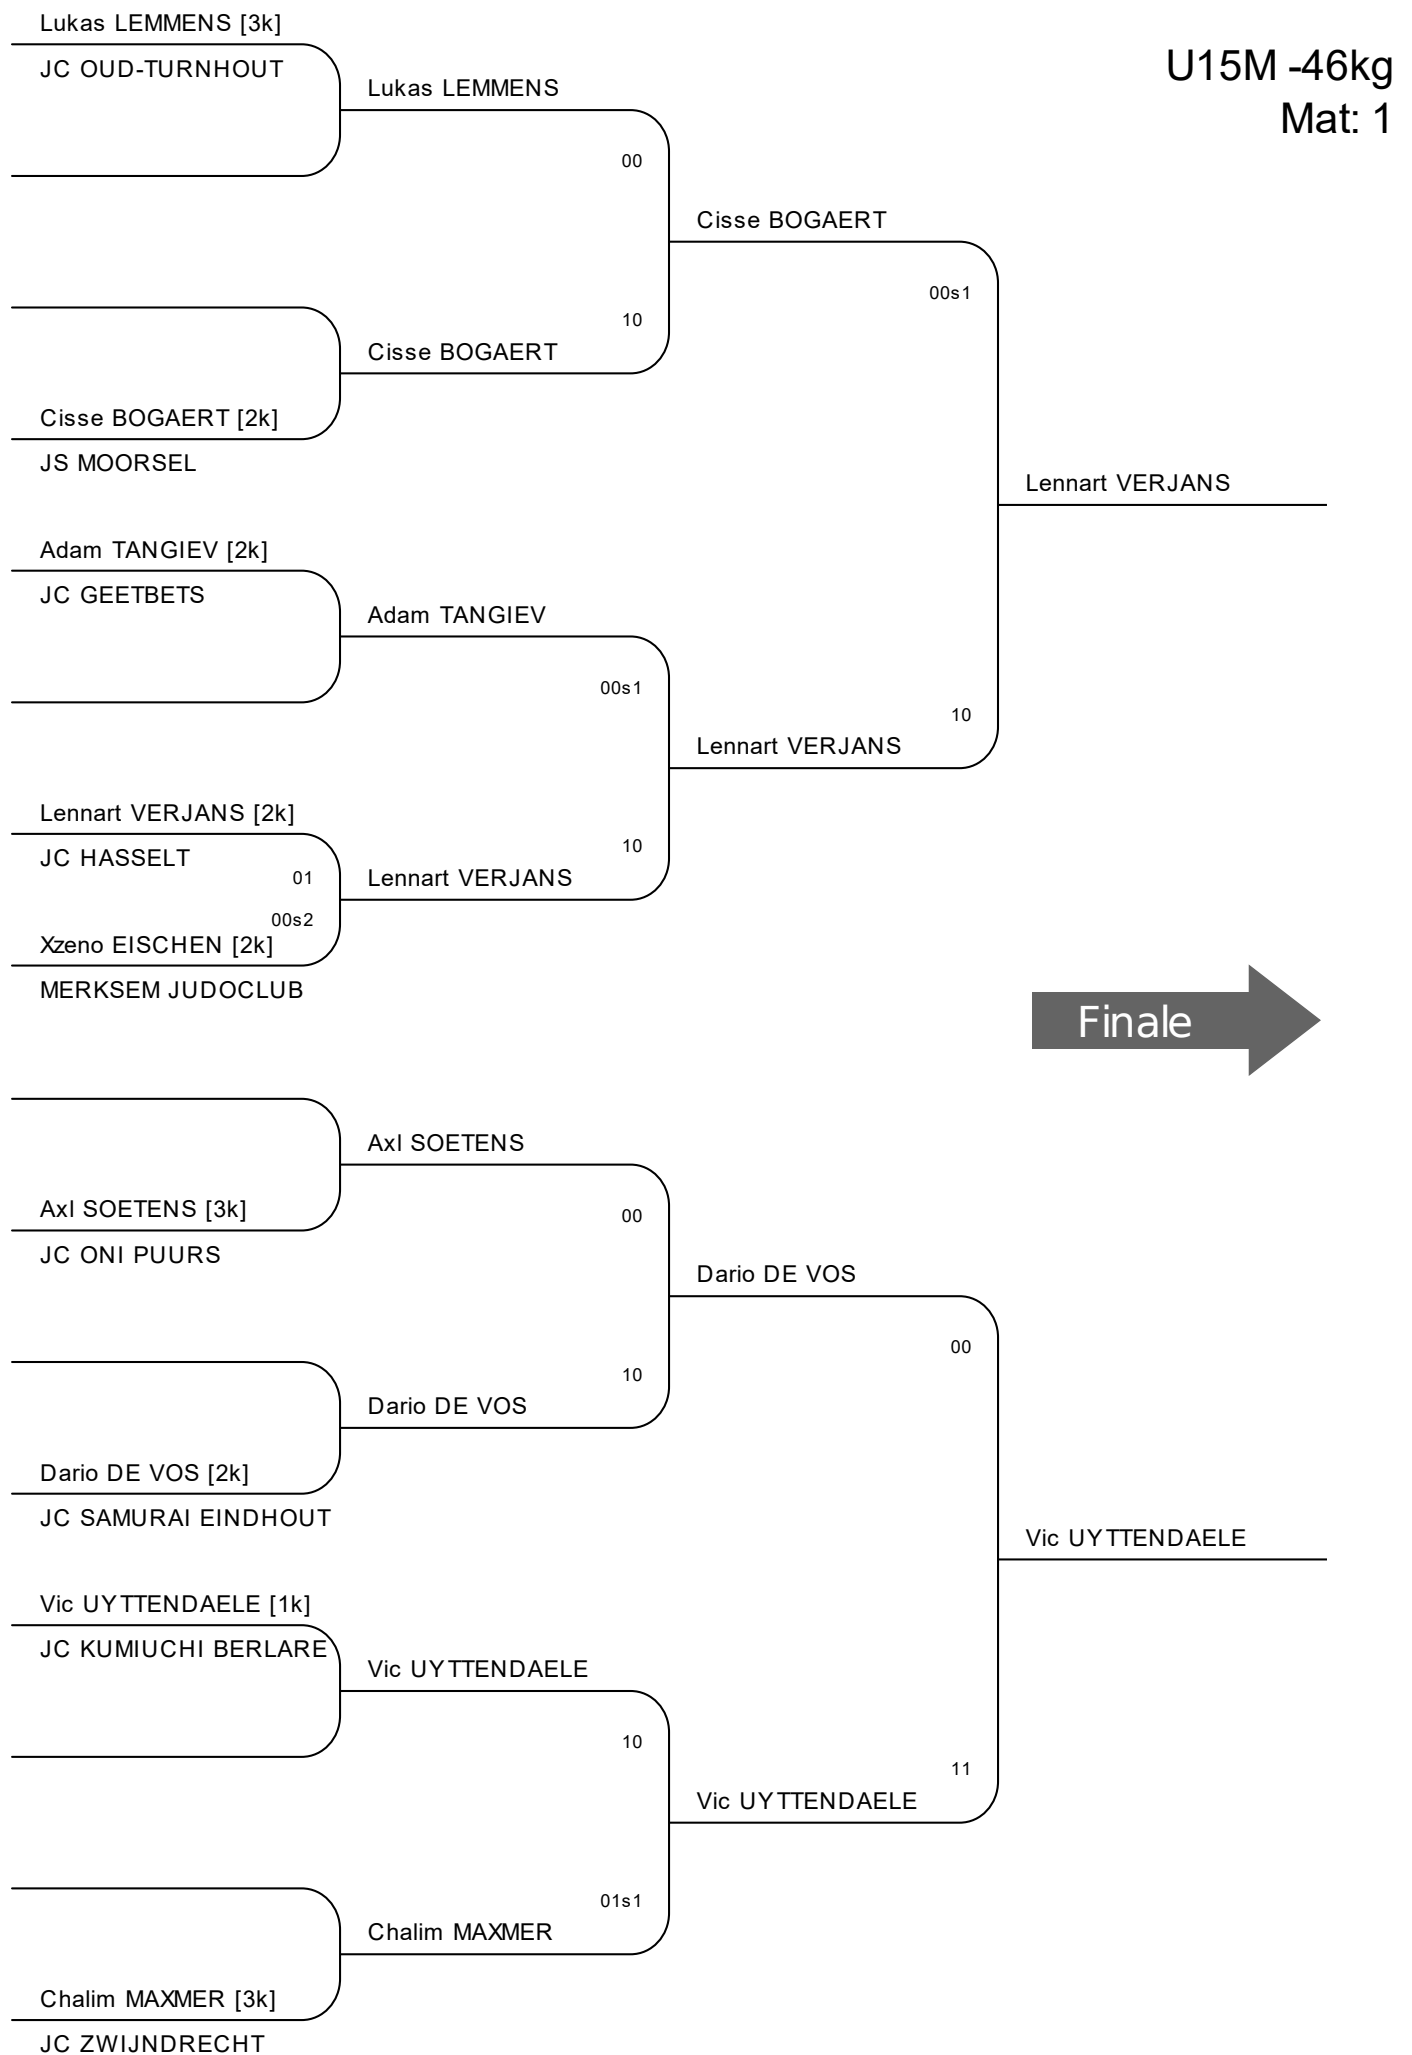 Lukas LEMMENS [3k]
JC OUD-TURNHOUT
U15M -46kg
Mat: 1
Lukas LEMMENS
00
Cisse BOGAERT
00s1
10
Cisse BOGAERT
Cisse BOGAERT [2k]
JS MOORSEL
Lennart VERJANS
Adam TANGIEV [2k]
JC GEETBETS
Adam TANGIEV
00s1
10
Lennart VERJANS
Lennart VERJANS [2k]
JC HASSELT
10
01
Lennart VERJANS
00s2
Xzeno EISCHEN [2k]
MERKSEM JUDOCLUB
Finale
Axl SOETENS
Axl SOETENS [3k]
00
JC ONI PUURS
Dario DE VOS
00
10
Dario DE VOS
Dario DE VOS [2k]
JC SAMURAI EINDHOUT
Vic UYTTENDAELE
Vic UYTTENDAELE [1k]
JC KUMIUCHI BERLARE
Vic UYTTENDAELE
10
11
Vic UYTTENDAELE
01s1
Chalim MAXMER
Chalim MAXMER [3k]
JC ZWIJNDRECHT